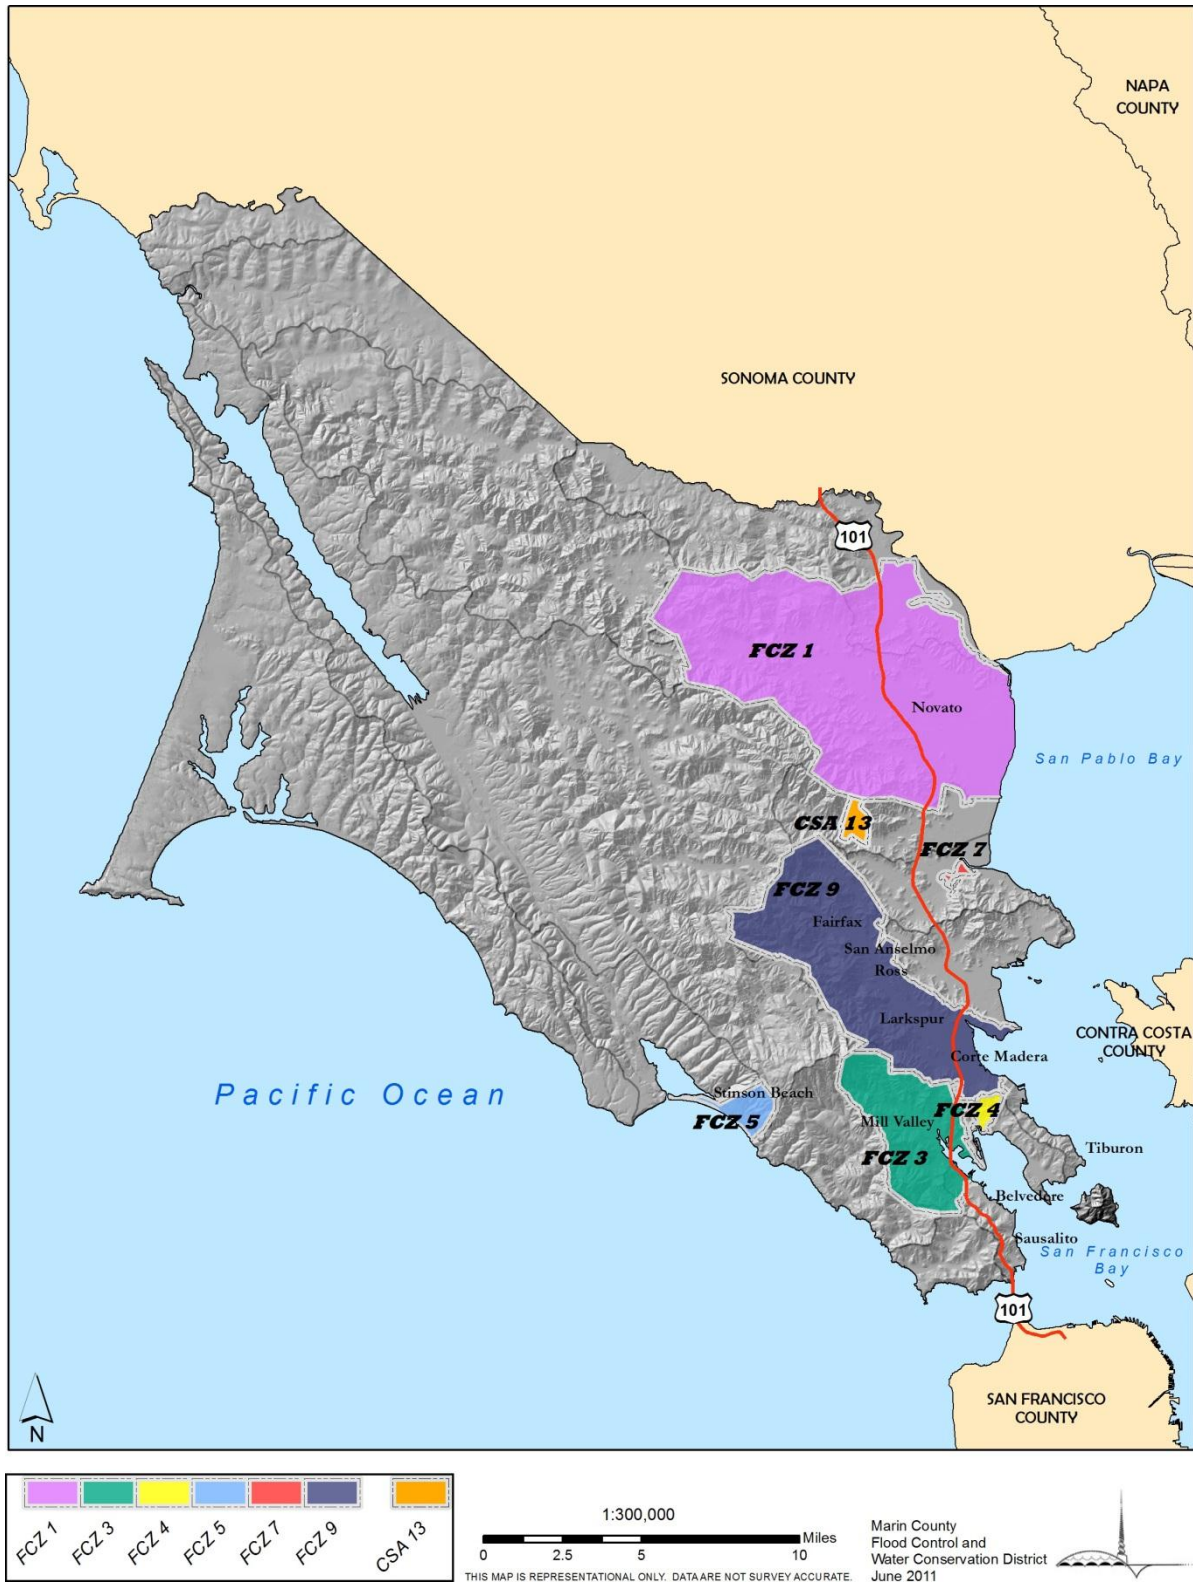 NAPA
COUNTY
SONOMA COUNTY
101
FCZ 1
Novato
San Pablo Bay
CSA 13
FCZ 7
FCZ 9
Fairfax
San Anselmo
Ross
Larkspur
CONTRA COSTA
COUNTY
Corte Madera
Pacific Ocean
Stinson Beach
FCZ 5
FCZ 4
Mill Valley
FCZ 3
Tiburon
Belvedere
Sausalito
San Francisco
Bay
101
SAN FRANCISCO
COUNTY
N
FCZ 1
FCZ 3
FCZ 4
FCZ 5
FCZ 7
FCZ 9
CSA 13
1:300,000
Miles
0 2.5 5 10
THIS MAP IS REPRESENTATIONAL ONLY. DATA ARE NOT SURVEY ACCURATE.
Marin County
Flood Control and
Water Conservation District
June 2011